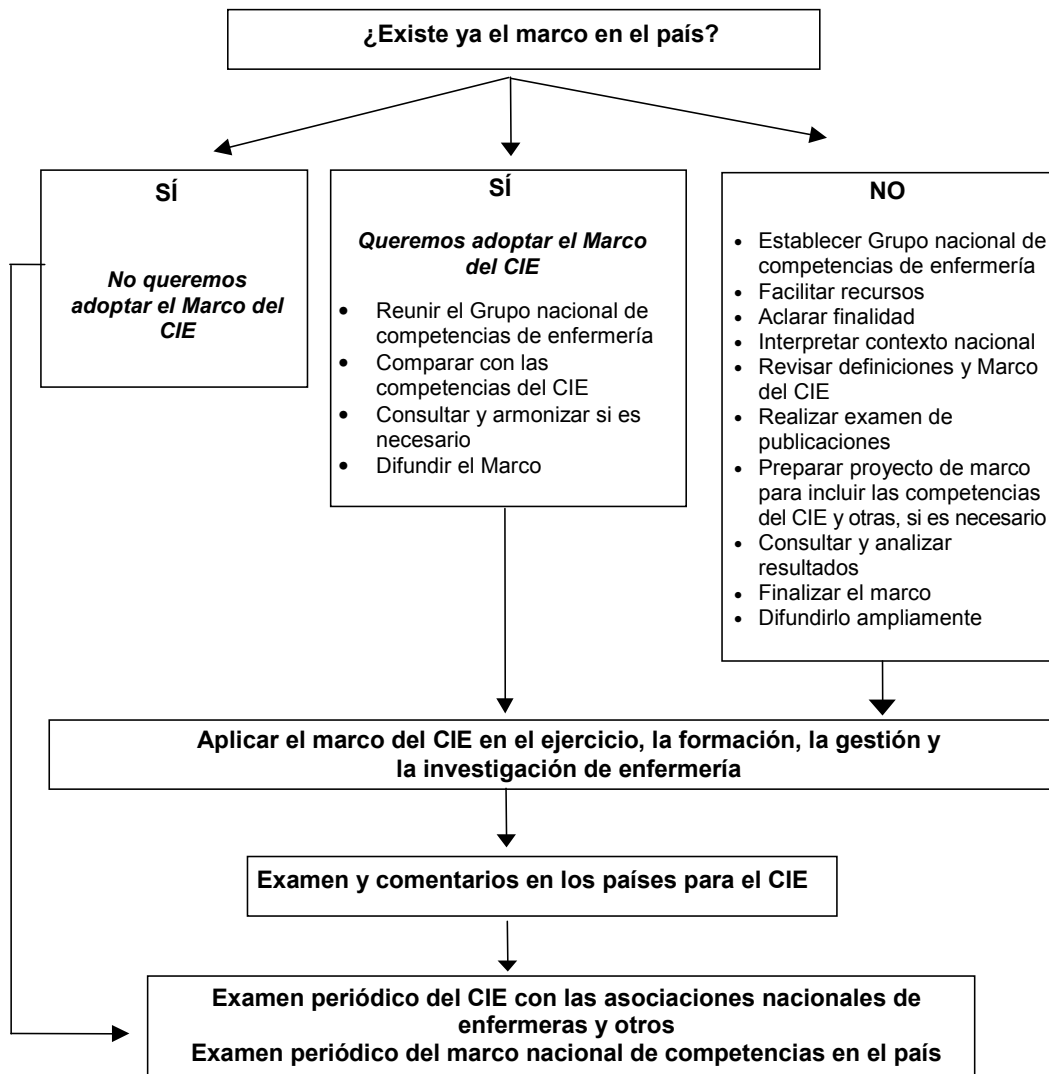 ¿Existe ya el marco en el país?
SÍ
No queremos
adoptar el Marco del
CIE
SÍ
Queremos adoptar el Marco
del CIE
• Reunir el Grupo nacional de
competencias de enfermería
• Comparar con las
competencias del CIE
• Consultar y armonizar si es
necesario
• Difundir el Marco
NO
• Establecer Grupo nacional de
competencias de enfermería
• Facilitar recursos
• Aclarar finalidad
• Interpretar contexto nacional
• Revisar definiciones y Marco
del CIE
• Realizar examen de
publicaciones
• Preparar proyecto de marco
para incluir las competencias
del CIE y otras, si es necesario
• Consultar y analizar
resultados
• Finalizar el marco
• Difundirlo ampliamente
Aplicar el marco del CIE en el ejercicio, la formación, la gestión y
la investigación de enfermería
Examen y comentarios en los países para el CIE
Examen periódico del CIE con las asociaciones nacionales de
enfermeras y otros
Examen periódico del marco nacional de competencias en el país